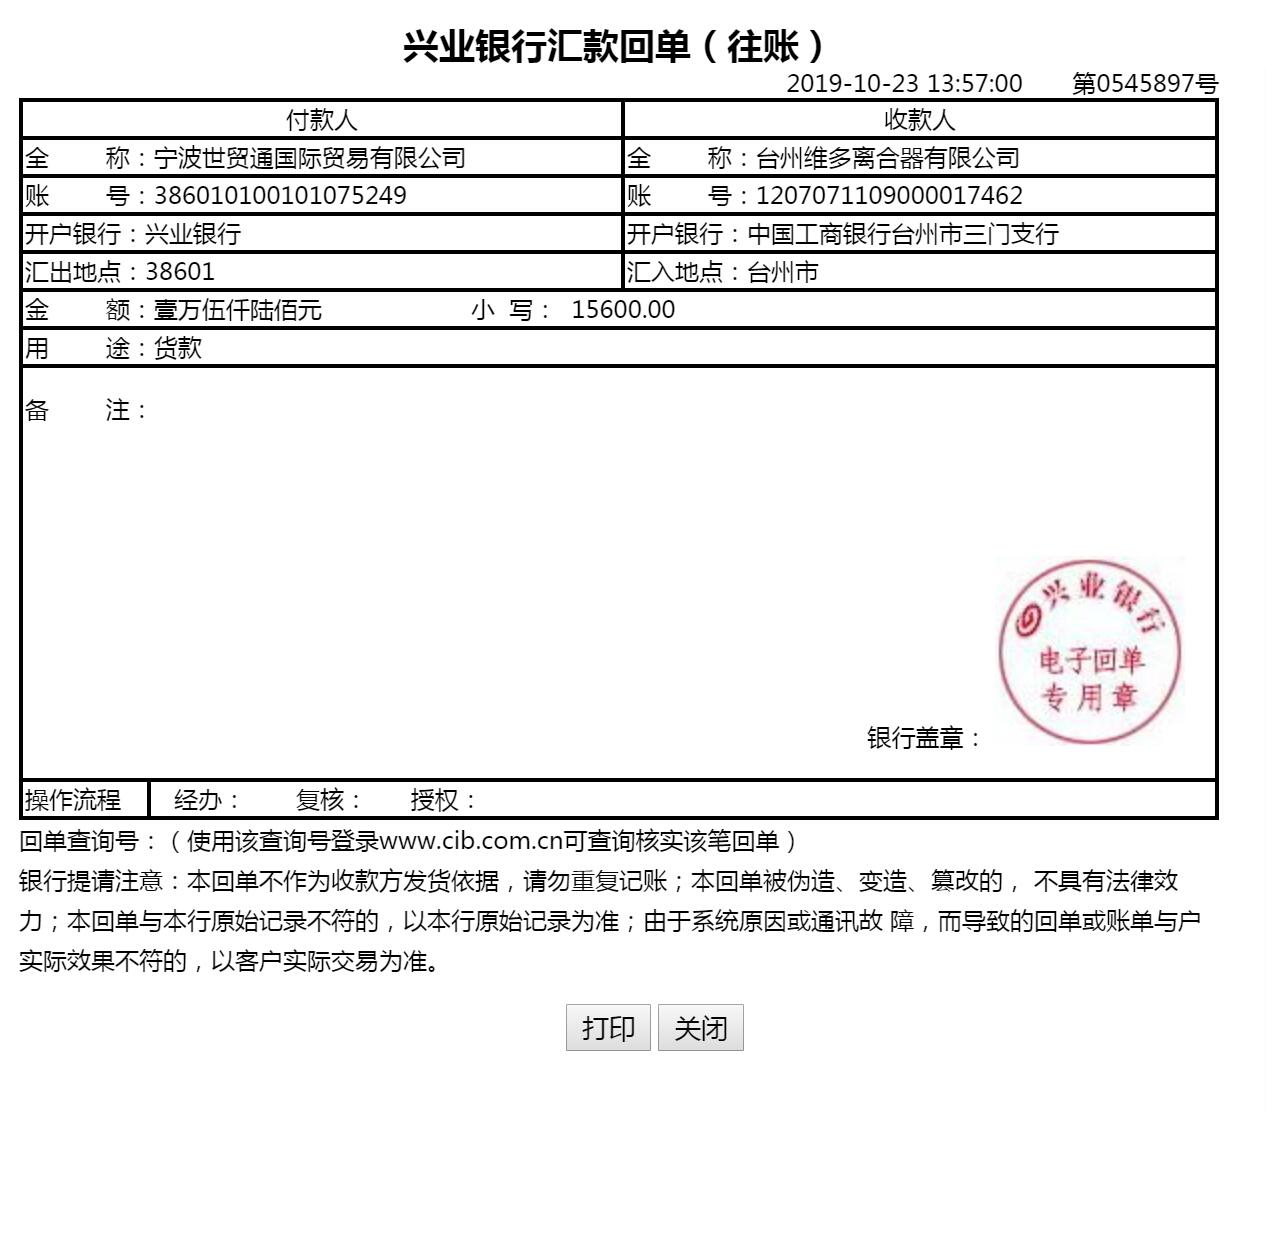 兴业银行汇款回单（往账）
2019-10-23 13:57:00 第0545897号
付款人 收款人
全 称：宁波世贸通国际贸易有限公司 全 称：台州维多离合器有限公司
账 号：386010100101075249 账 号：1207071109000017462
开户银行：兴业银行 开户银行：中国工商银行台州市三门支行
汇出地点：38601 汇入地点：台州市
金 额：壹万伍仟陆佰元 小 写： 15600.00
用 途：货款
备 注：
兴业银行
电子回单
专用章
银行盖章：
操作流程 经办： 复核： 授权：
回单查询号：（使用该查询号登录www.cib.com.cn可查询核实该笔回单）
银行提请注意：本回单不作为收款方发货依据，请勿重复记账；本回单被伪造、变造、篡改的， 不具有法律效
力；本回单与本行原始记录不符的，以本行原始记录为准；由于系统原因或通讯故 障，而导致的回单或账单与户
实际效果不符的，以客户实际交易为准。
打印 关闭